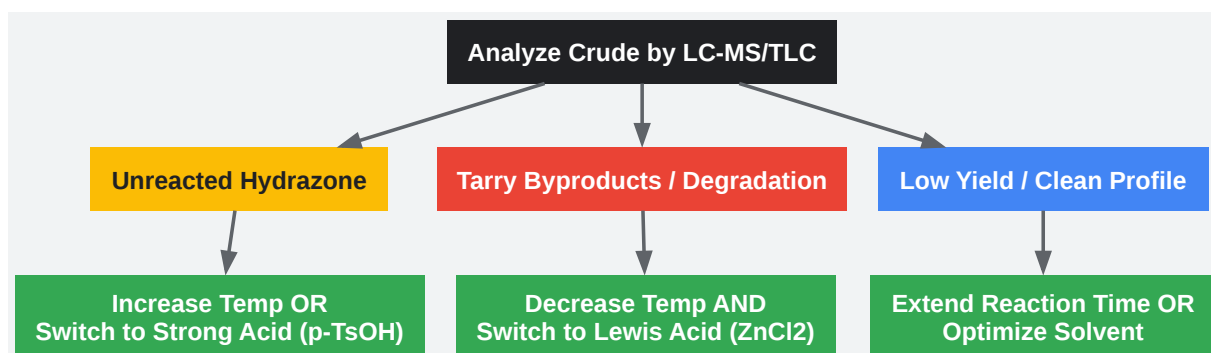 Analyze Crude by LC-MS/TLC
Unreacted Hydrazone
Tarry Byproducts / Degradation
Low Yield / Clean Profile
Increase Temp OR
Switch to Strong Acid (p-TsOH)
Decrease Temp AND
Switch to Lewis Acid (ZnCl2)
Extend Reaction Time OR
Optimize Solvent